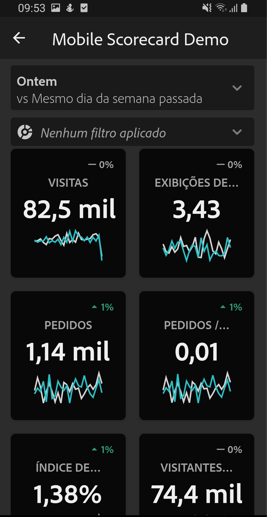 09:53
Mobile Scorecard Demo
Ontem
vs Mesmo dia da semana passada
Nenhum filtro aplicado
0%
VISITAS
82,5 mil
0%
EXIBIÇÕES DE...
3,43
1%
PEDIDOS
1,14 mil
1%
PEDIDOS /...
0,01
1%
ÍNDICE DE...
1,38%
0%
VISITANTES...
74,4 mil